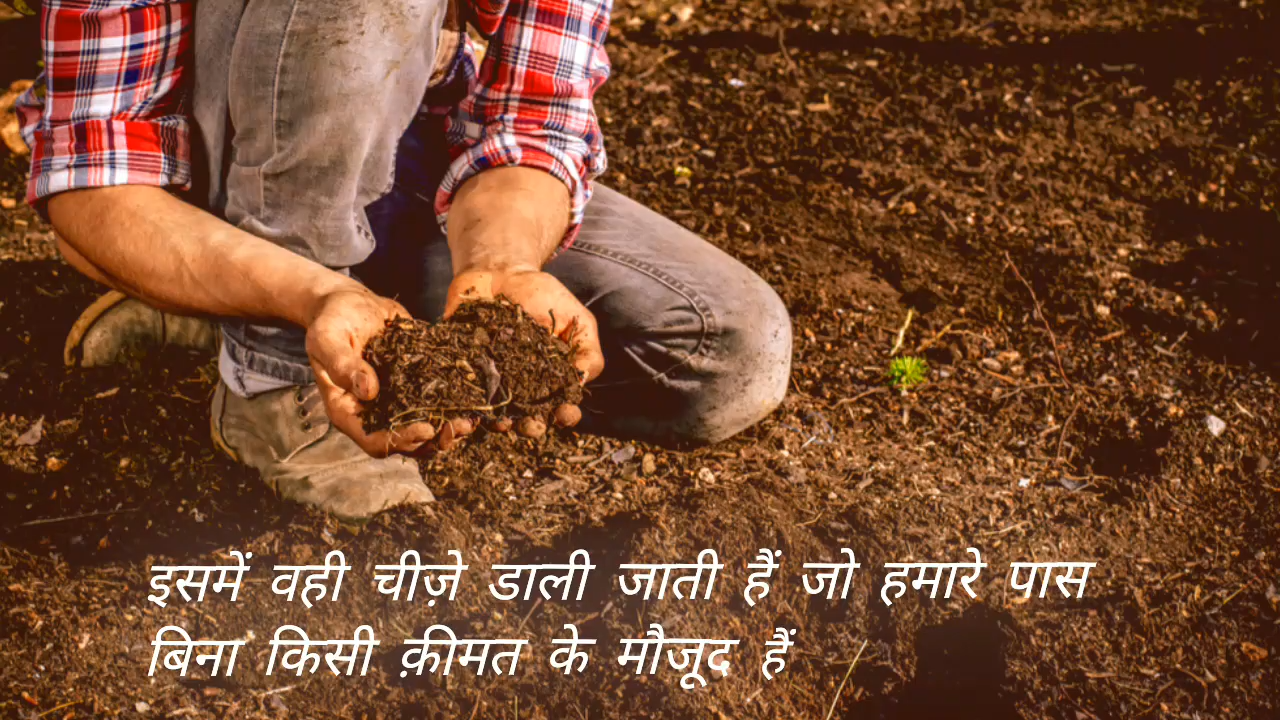 इसमें वही चीज़े डाली जाती हैं जो हमारे पास
बिना किसी क़ीमत के मौजूद हैं